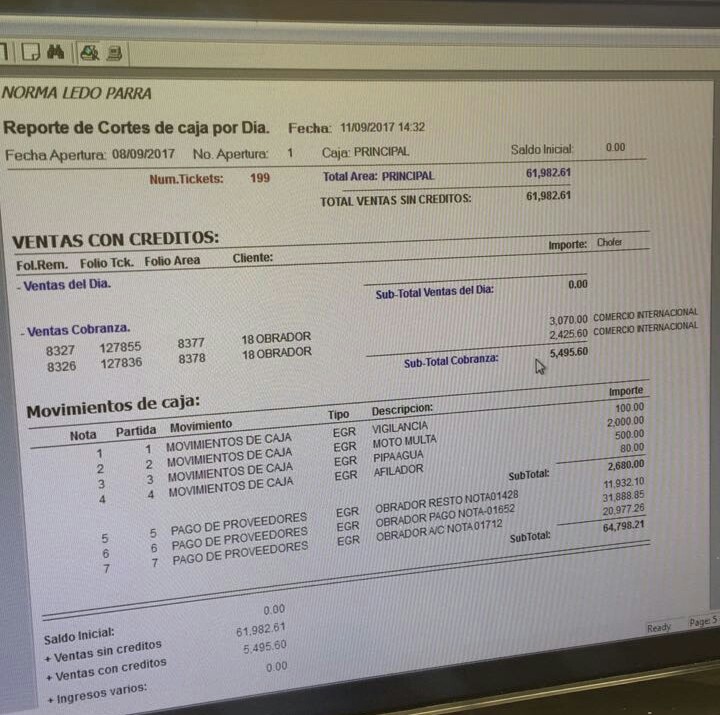 NORMA LEDO PARRA
Reporte de Cortes de caja por Dia. Fecha: 11/09/2017 14:32
Fecha Apertura: 08/09/2017 No. Apertura: 1 Caja: PRINCIPAL Saldo Inicial: 0.00
Num.Tickets: 199 Total Area: PRINCIPAL 61,982.61
TOTAL VENTAS SIN CREDITOS: 61,982.61
VENTAS CON CREDITOS:
Fol.Rem. Folio Tck. Folio Area Cliente: Importe: Chofer
- Ventas del Dia.
Sub-Total Ventas del Dia: 0.00
- Ventas Cobranza.
8327 127855 8377 18 OBRADOR 3,070.00 COMERCIO INTERNACIONAL
8326 127836 8378 18 OBRADOR 2,425.60 COMERCIO INTERNACIONAL
Sub-Total Cobranza: 5,495.60
Movimientos de caja:
Nota Partida Movimiento Tipo Descripcion: Importe
1 1 MOVIMIENTOS DE CAJA EGR VIGILANCIA 100.00
2 2 MOVIMIENTOS DE CAJA EGR MOTO MULTA 2,000.00
3 3 MOVIMIENTOS DE CAJA EGR PIPAAGUA 500.00
4 4 MOVIMIENTOS DE CAJA EGR AFILADOR 80.00
SubTotal: 2,680.00
5 5 PAGO DE PROVEEDORES EGR OBRADOR RESTO NOTA01428 11,932.10
6 6 PAGO DE PROVEEDORES EGR OBRADOR PAGO NOTA-01652 31,888.85
7 7 PAGO DE PROVEEDORES EGR OBRADOR A/C NOTA01712 20,977.26
SubTotal: 64,798.21
Saldo Inicial: 0.00
+ Ventas sin creditos 61,982.61
+ Ventas con creditos 5,495.60
+ Ingresos varios: 0.00
Ready Page: 5